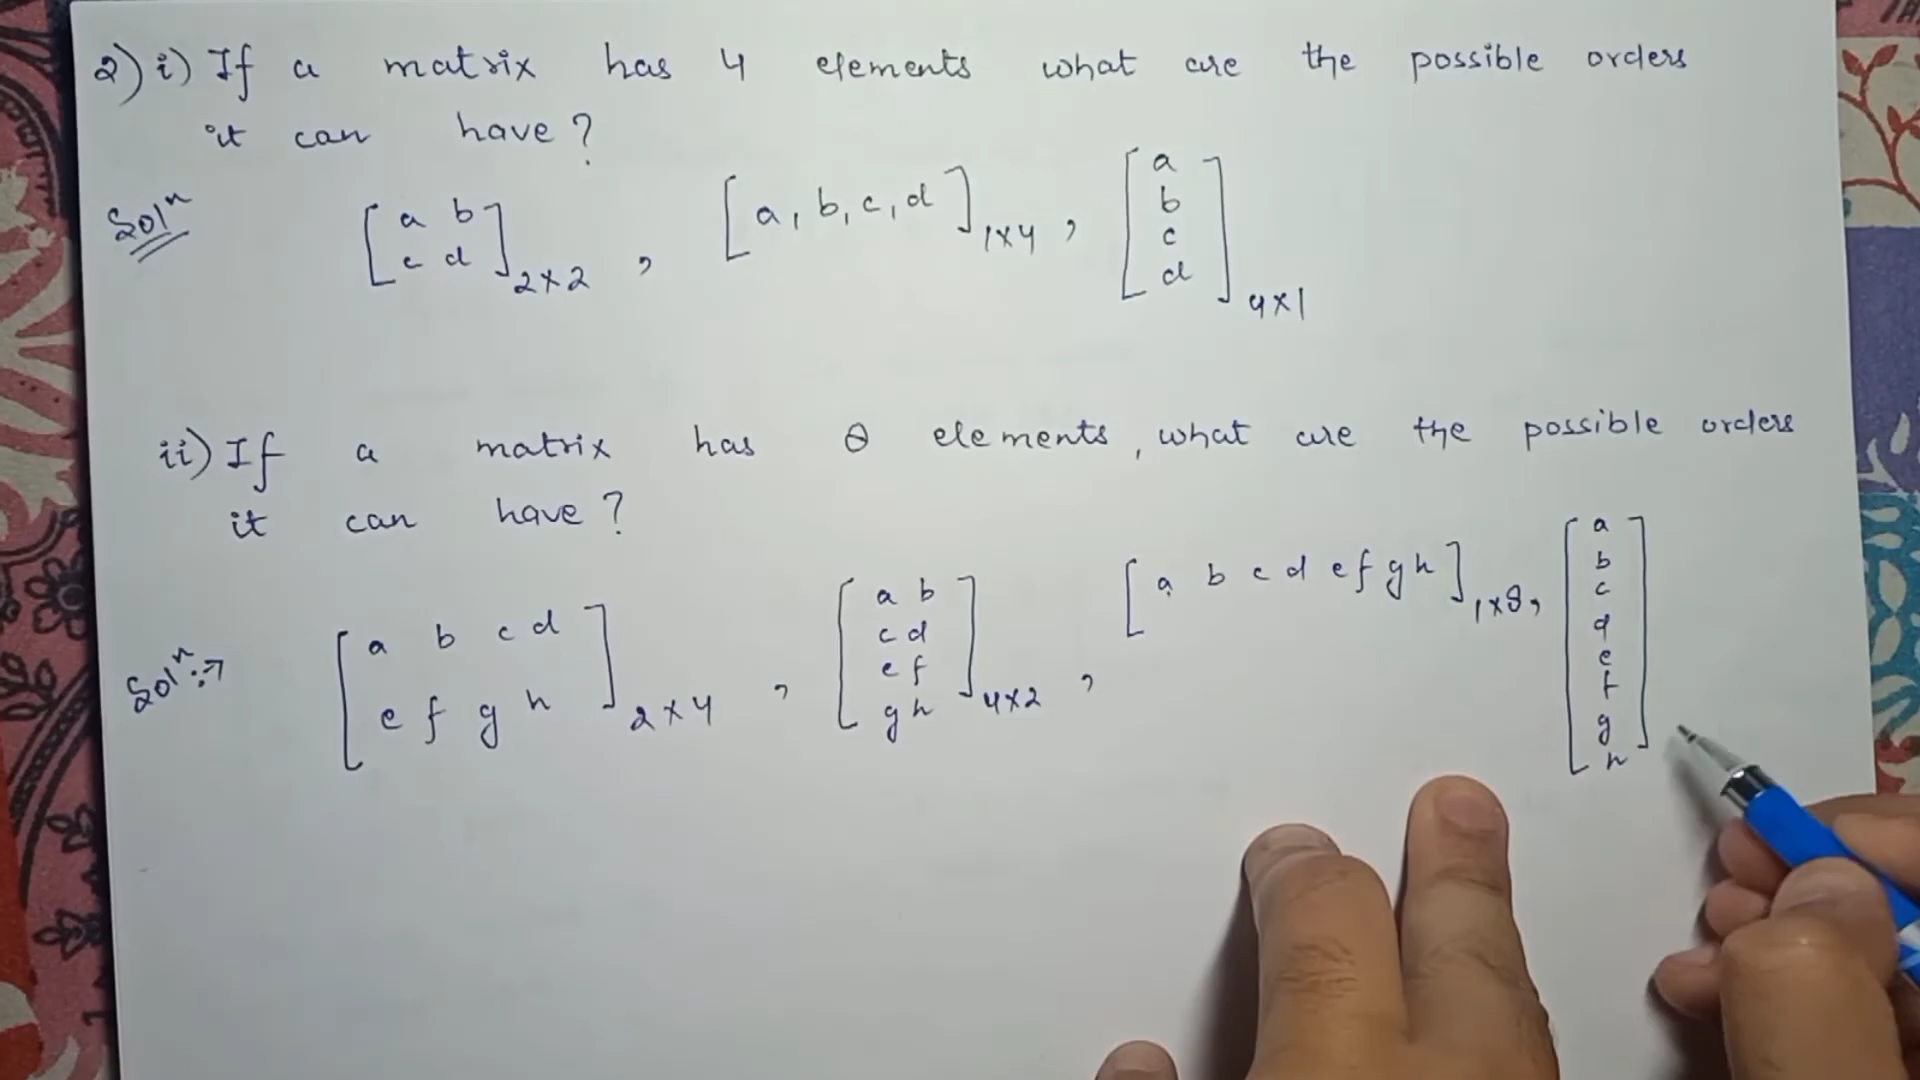 2) i) If a matrix has 4 elements what are the possible orders
it can have?
Solⁿ [a b
c d]2×2 , [a, b, c, d]1×4 , [a
b
c
d]4×1
ii) If a matrix has 8 elements, what are the possible orders
it can have?
Solⁿ:→ [a b c d
e f g h]2×4 , [a b
c d
e f
g h]4×2 , [a b c d e f g h]1×8, [a
b
c
d
e
f
g
h]